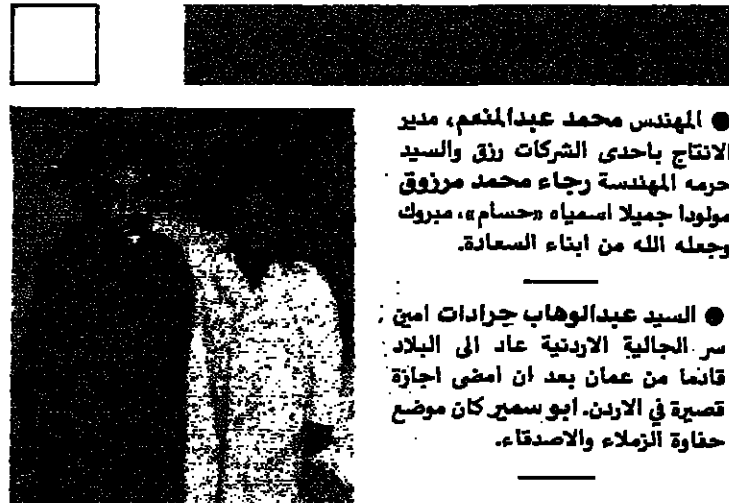 ● المهندس محمد عبدالمنعم، مدير
الانتاج باحدى الشركات رزق والسيد
حرمه المهندسة رجاء محمد مرزوق
مولودا جميلا اسمياه «حسام»، مبروك
وجعله الله من ابناء السعادة.
● السيد عبدالوهاب جرادات امين
سر الجالية الاردنية عاد الى البلاد
قادما من عمان بعد ان امضى اجازة
قصيرة في الاردن. ابو سمير كان موضع
حفاوة الزملاء والاصدقاء.